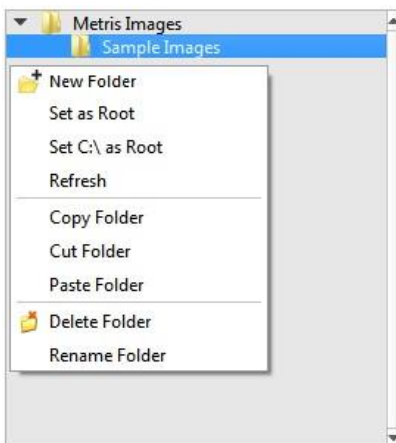 Metris Images
Sample Images
New Folder
Set as Root
Set C:\ as Root
Refresh
Copy Folder
Cut Folder
Paste Folder
Delete Folder
Rename Folder